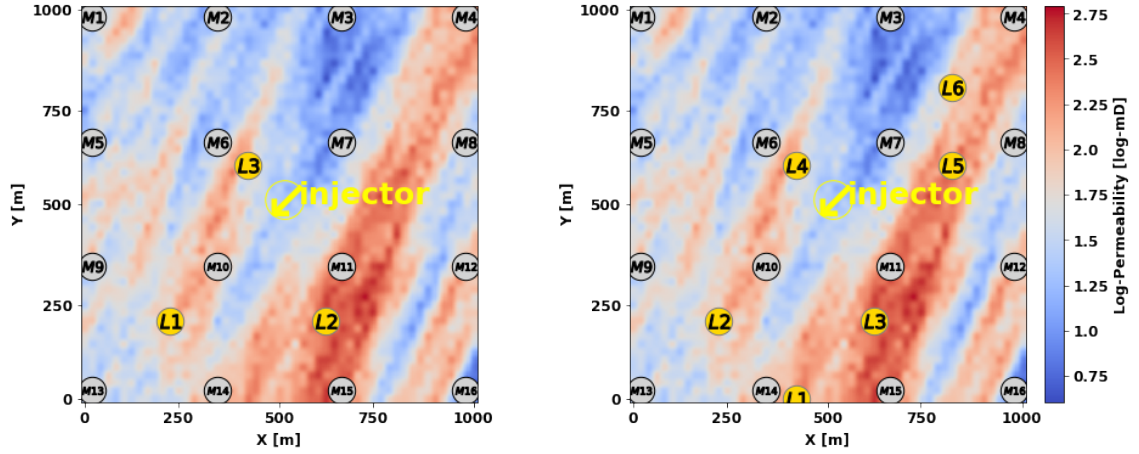 1000
750
500
250
0
Y [m]
M1 M2 M3 M4
M5 M6 M7 M8
L3
injector
M9 M10 M11 M12
L1 L2
M13 M14 M15 M16
0 250 500 750 1000
X [m]
1000
750
500
250
0
Y [m]
M1 M2 M3 M4
L6
M5 M6 M7 M8
L4 L5
injector
M9 M10 M11 M12
L2 L3
M13 M14 L1 M15 M16
0 250 500 750 1000
X [m]
2.75
2.5
2.25
2.0
1.75
1.5
1.25
1.0
0.75
Log-Permeability [log-mD]